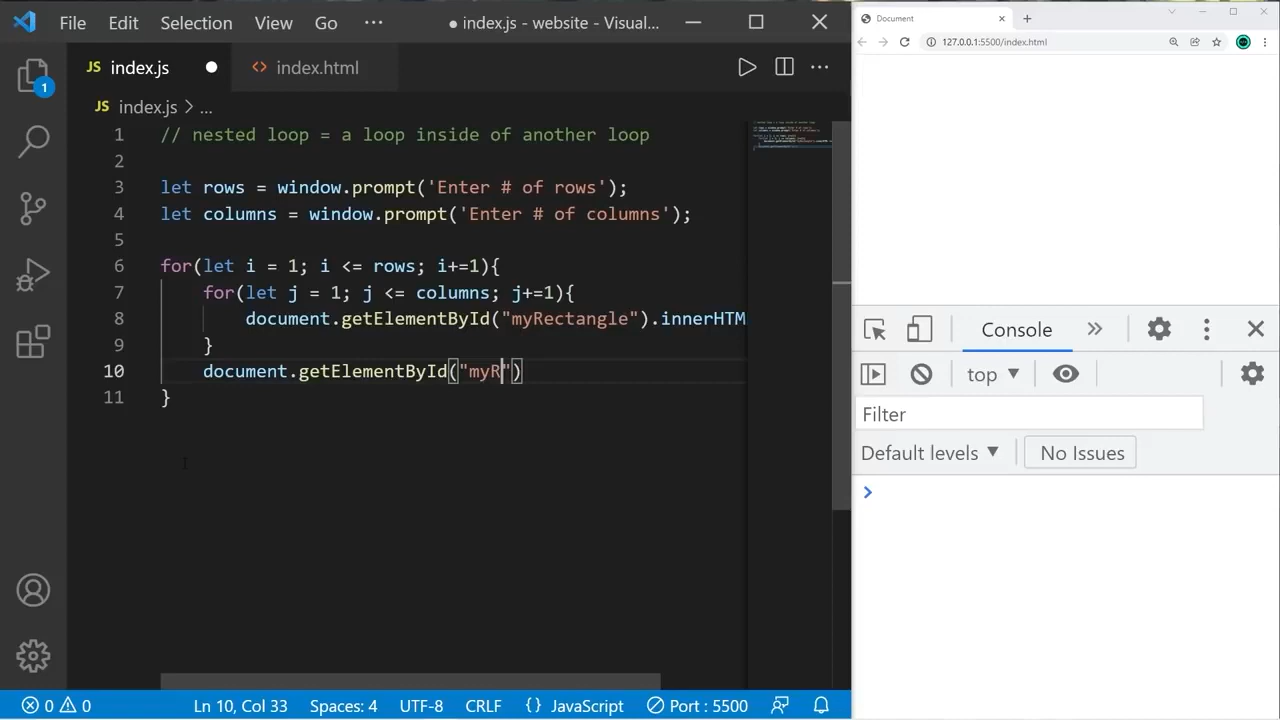 File Edit Selection View Go ··· ● index.js - website - Visual...
Document
127.0.0.1:5500/index.html
JS index.js ● <> index.html
JS index.js > ...
1 // nested loop = a loop inside of another loop
2
3 let rows = window.prompt('Enter # of rows');
4 let columns = window.prompt('Enter # of columns');
5
6 for(let i = 1; i <= rows; i+=1){
7 for(let j = 1; j <= columns; j+=1){
8 document.getElementById("myRectangle").innerHTM
9 }
10 document.getElementById("myR")
11 }
1
Console »
top ▼
Filter
Default levels ▼ No Issues
>
0 0 Ln 10, Col 33 Spaces: 4 UTF-8 CRLF {} JavaScript Port : 5500